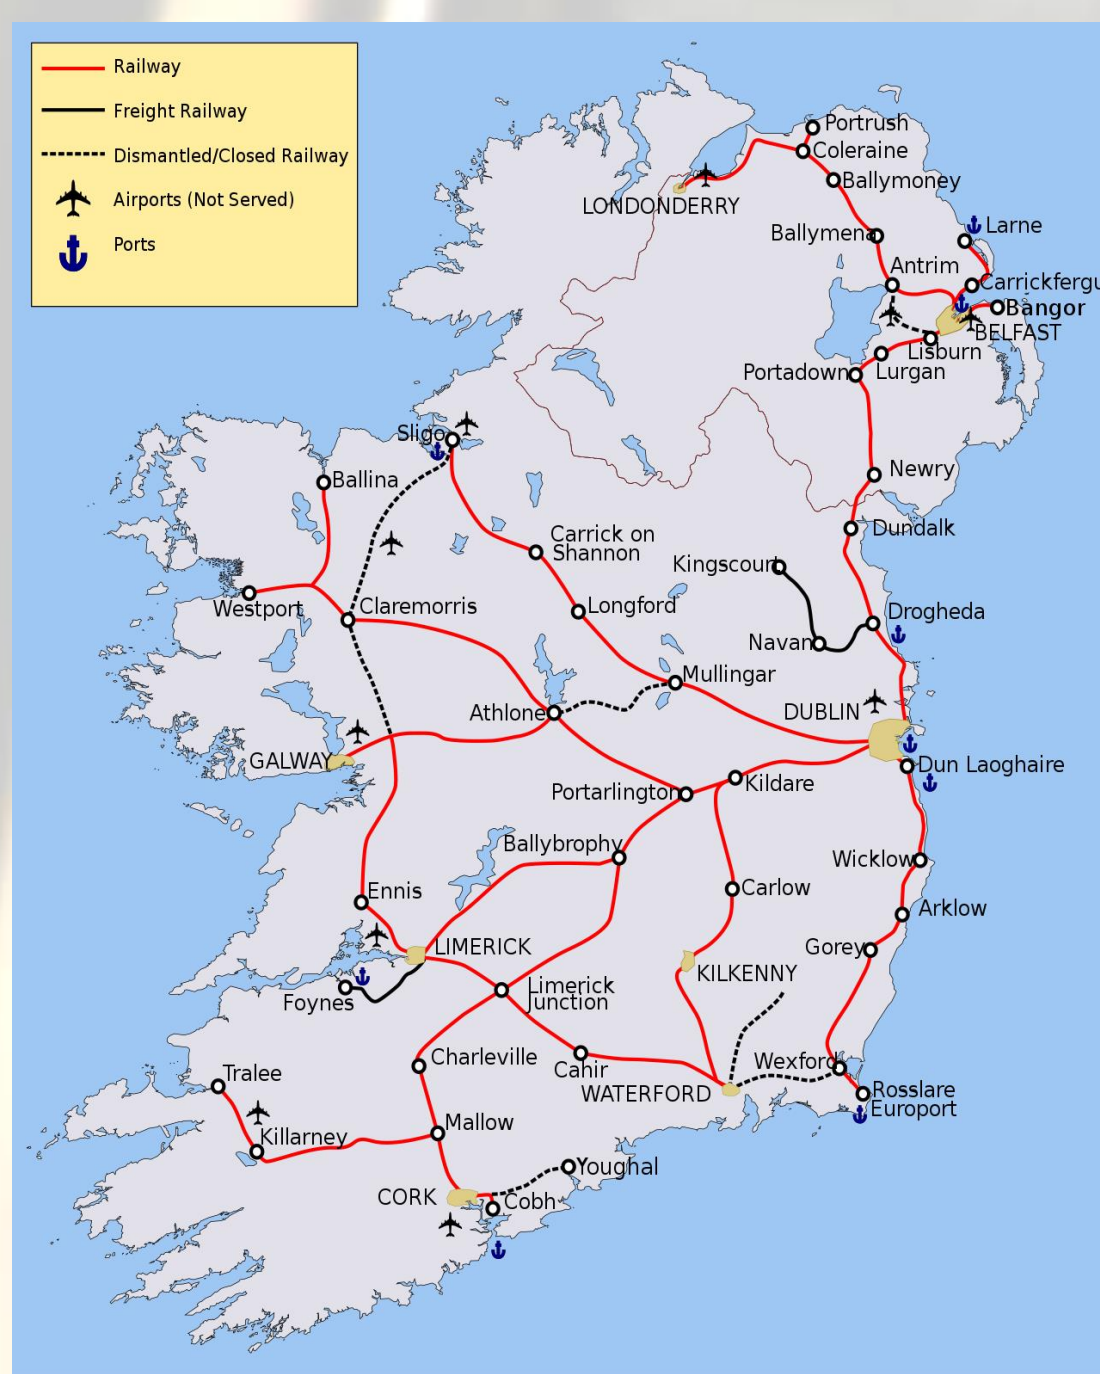 Railway
Freight Railway
Dismantled/Closed Railway
Airports (Not Served)
Ports
Portrush
Coleraine
Ballymoney
LONDONDERRY
Larne
Ballymena
Antrim
Carrickfergu
Bangor
BELFAST
Lisburn
Lurgan
Portadown
Sligo
Newry
Ballina
Dundalk
Carrick on
Shannon
Kingscourt
Westport
Claremorris
Longford
Drogheda
Navan
Mullingar
Athlone
DUBLIN
GALWAY
Dun Laoghaire
Kildare
Portarlington
Ballybrophy
Wicklow
Ennis
Carlow
Arklow
LIMERICK
Gorey
KILKENNY
Foynes
Limerick
Junction
Charleville
Cahir
Wexford
Tralee
WATERFORD
Rosslare
Europort
Mallow
Killarney
Youghal
CORK
Cobh